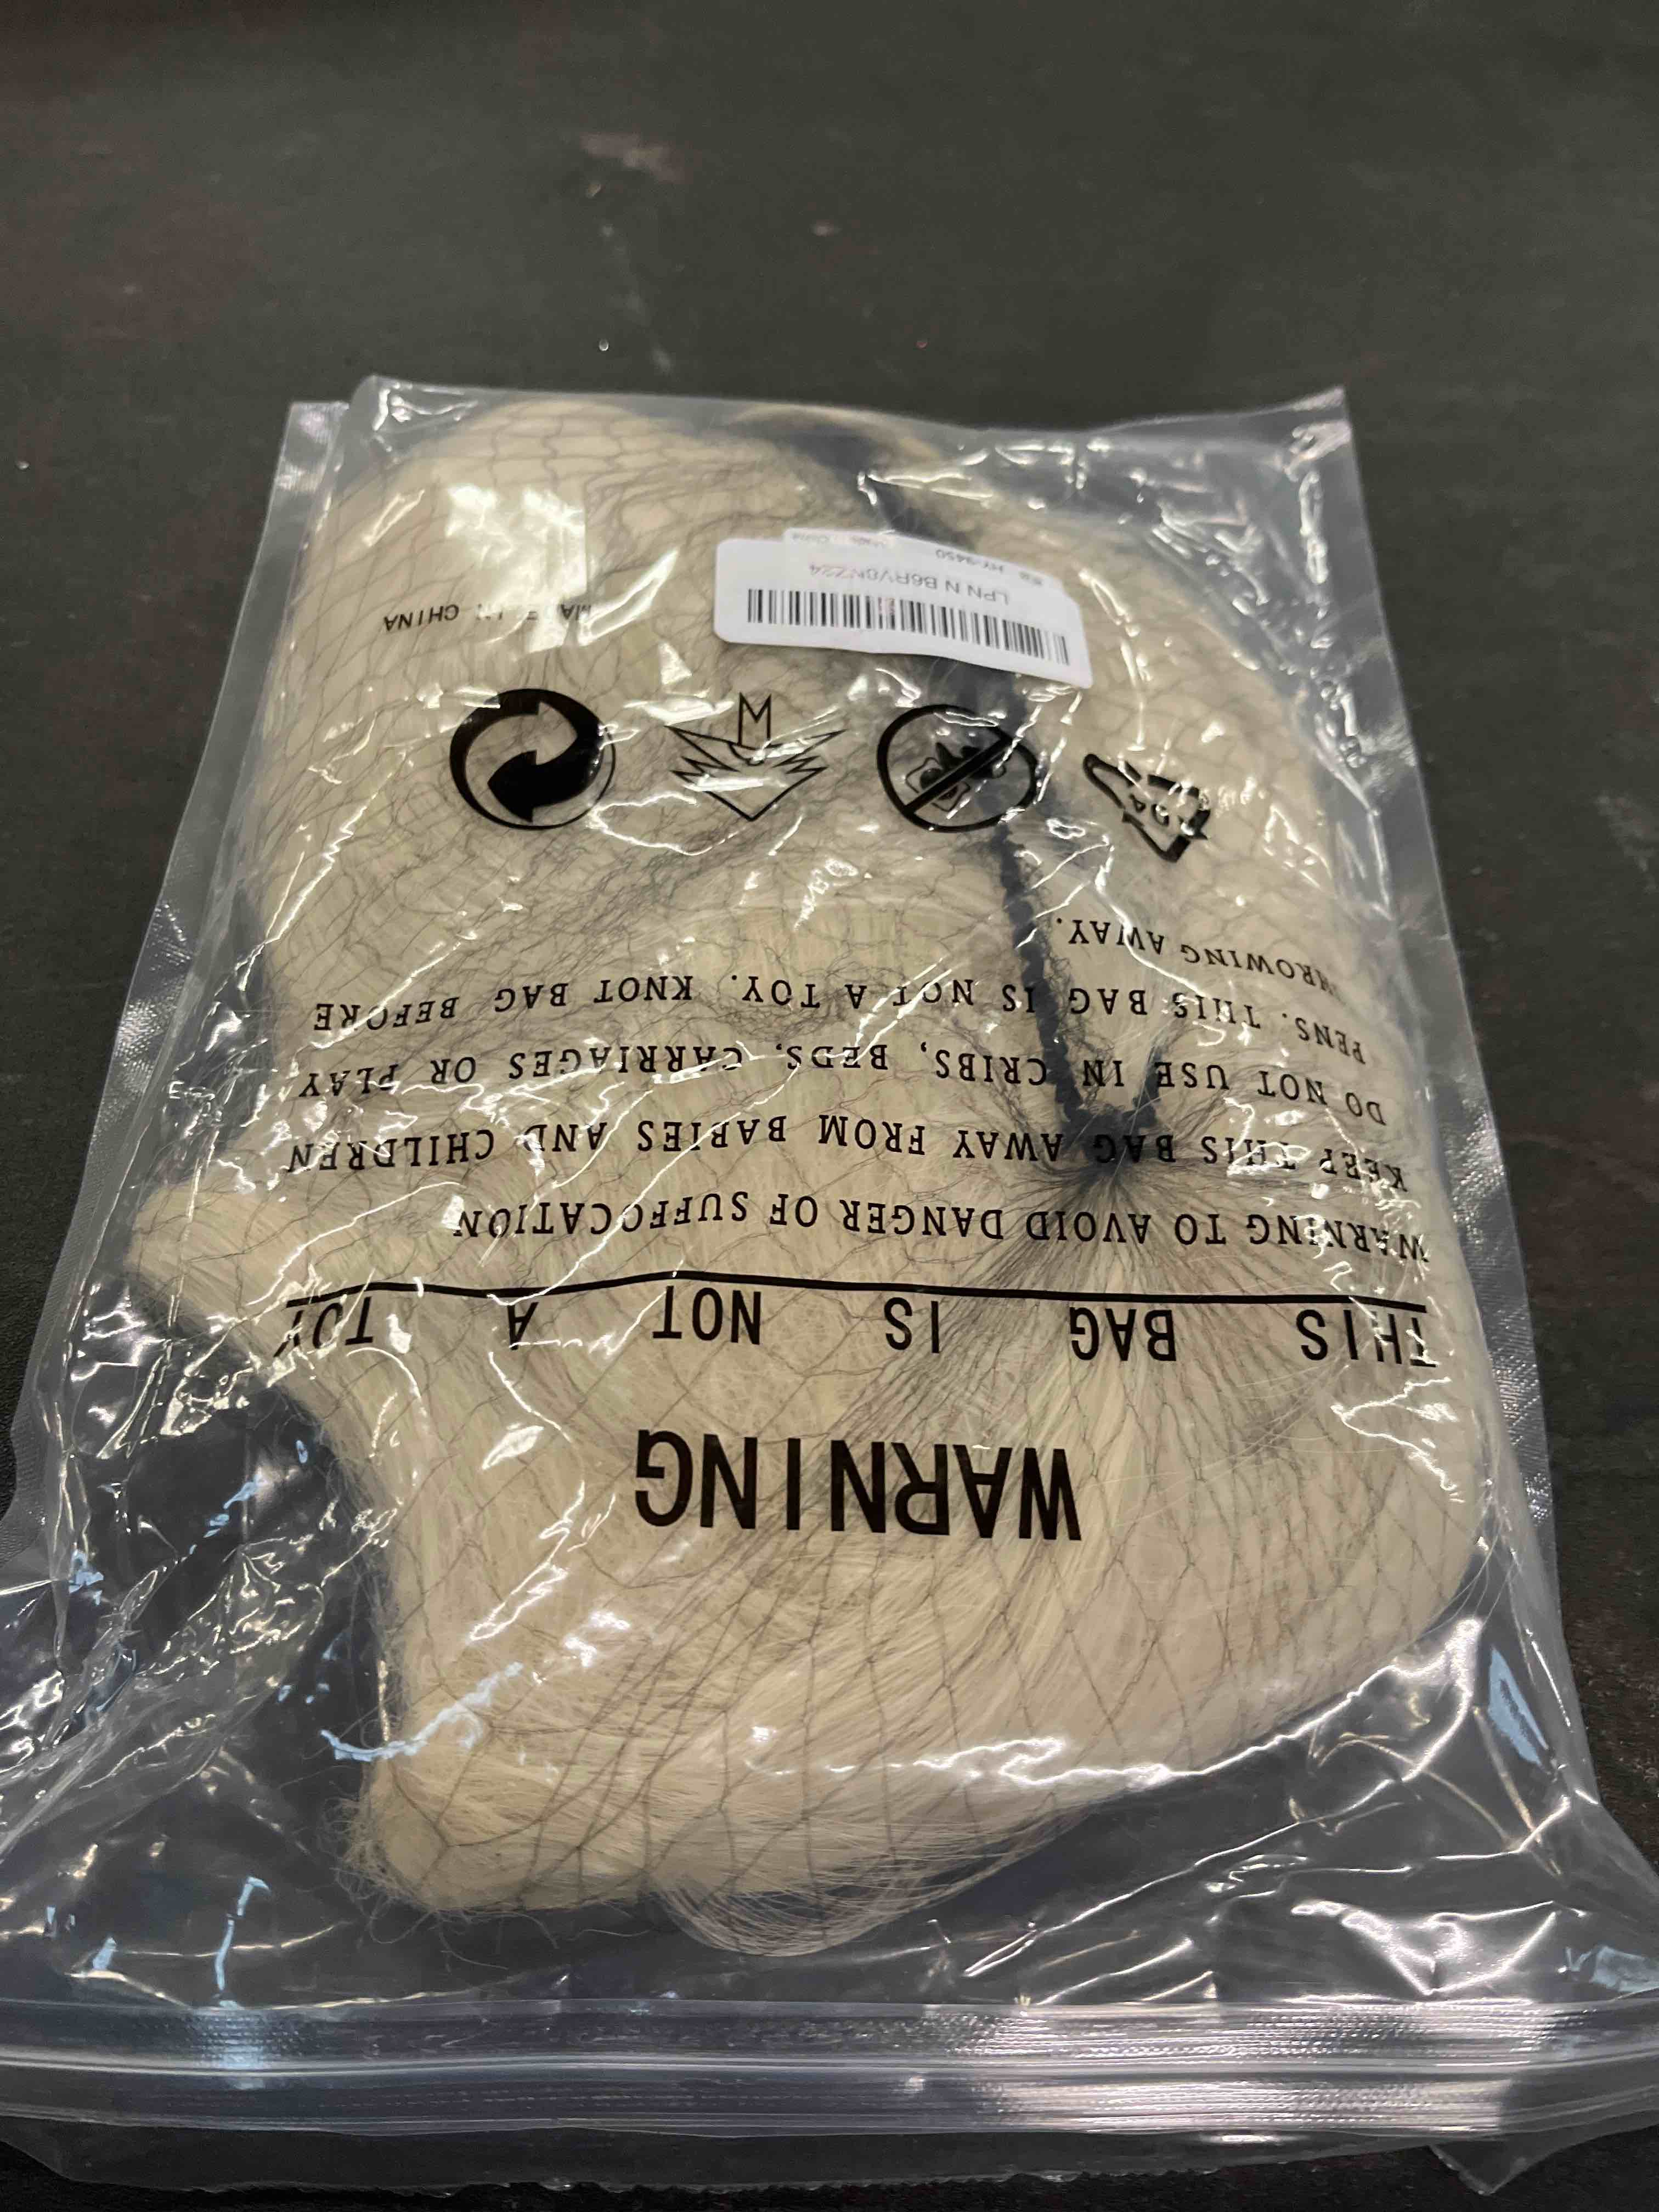 WARNING
THIS BAG IS NOT A TOY
WARNING TO AVOID DANGER OF SUFFOCATION
KEEP THIS BAG AWAY FROM BABIES AND CHILDREN
DO NOT USE IN CRIBS, BEDS, CARRIAGES OR PLAY
PENS. THIS BAG IS NOT A TOY. KNOT BAG BEFORE
THROWING AWAY.
M
MADE IN CHINA
LPN N B6RV8NZ24
HY-3450